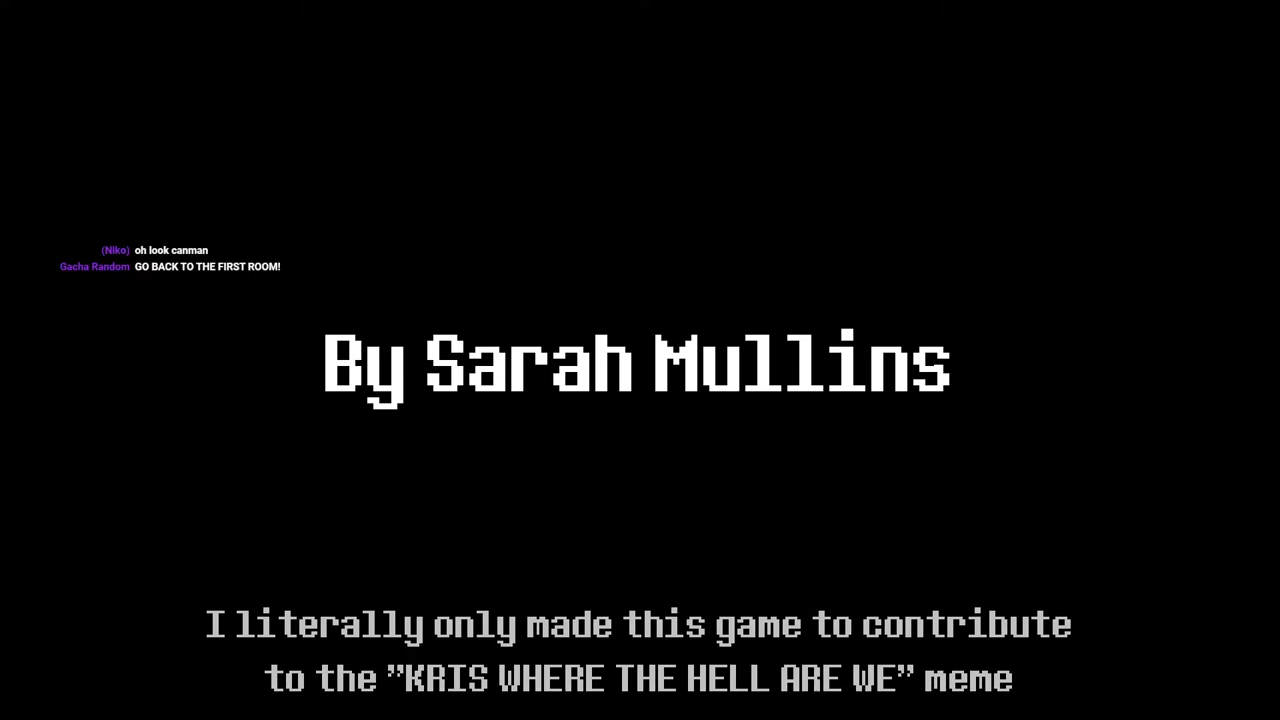 (Niko) oh look canman
Gacha Random GO BACK TO THE FIRST ROOM!
By Sarah Mullins
I literally only made this game to contribute
to the "KRIS WHERE THE HELL ARE WE" meme